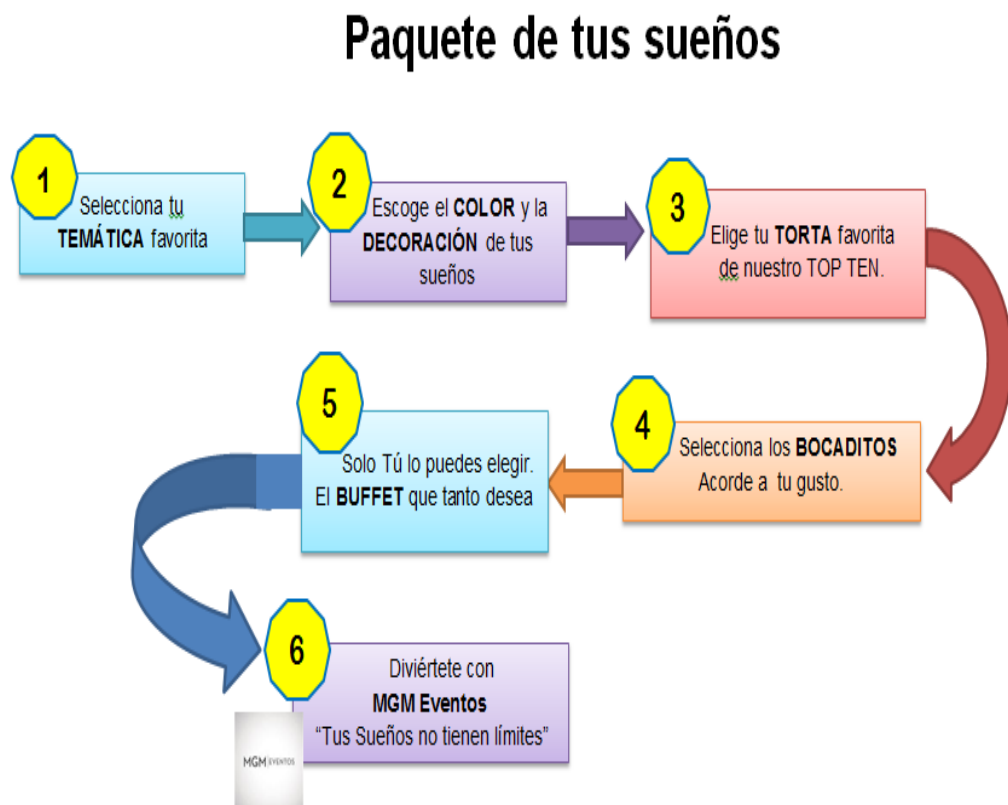 Paquete de tus sueños
1
Selecciona tu
TEMÁTICA favorita
2
Escoge el COLOR y la
DECORACIÓN de tus
sueños
3
Elige tu TORTA favorita
de nuestro TOP TEN.
4
Selecciona los BOCADITOS
Acorde a tu gusto.
5
Solo Tú lo puedes elegir.
El BUFFET que tanto desea
6
Diviértete con
MGM Eventos
“Tus Sueños no tienen límites”
MGM EVENTOS